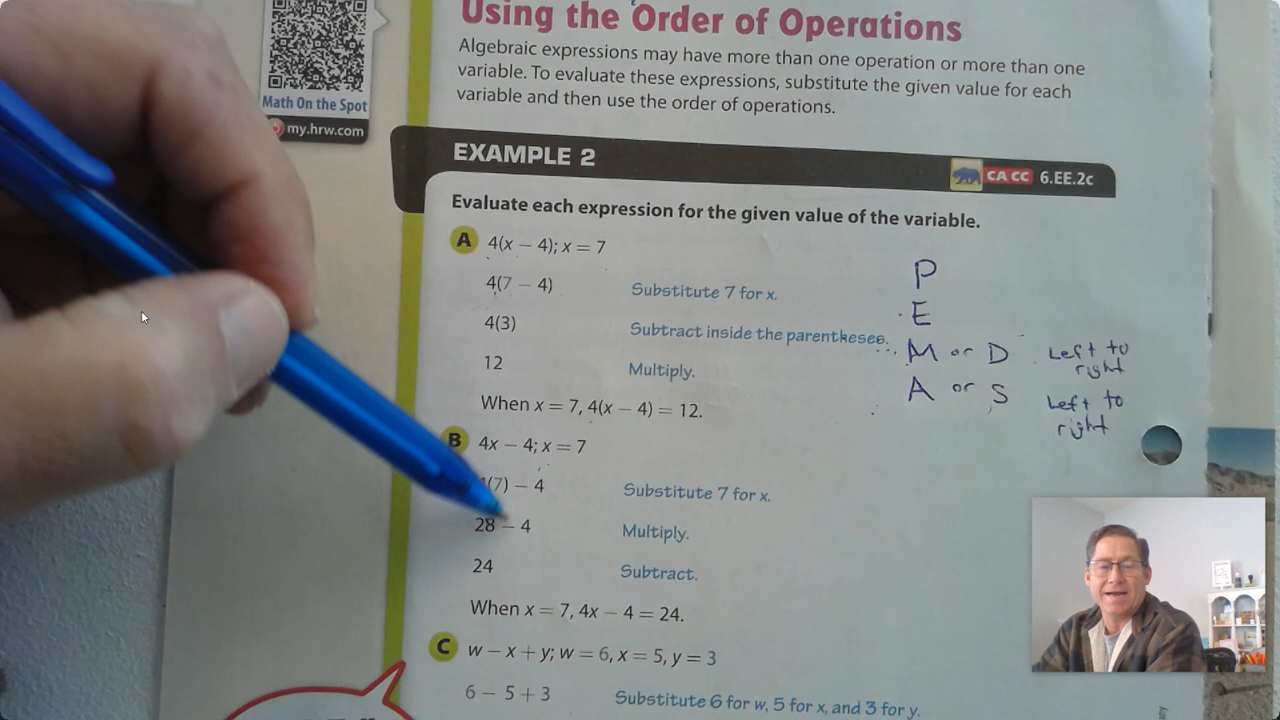 Using the Order of Operations
Algebraic expressions may have more than one operation or more than one
variable. To evaluate these expressions, substitute the given value for each
variable and then use the order of operations.
Math On the Spot
my.hrw.com
EXAMPLE 2
CA CC 6.EE.2c
Evaluate each expression for the given value of the variable.
A 4(x − 4); x = 7
4(7 − 4) Substitute 7 for x.
4(3) Subtract inside the parentheses.
12 Multiply.
When x = 7, 4(x − 4) = 12.
P
E
M or D Left to
right
A or S Left to
right
B 4x − 4; x = 7
(7) − 4 Substitute 7 for x.
28 − 4 Multiply.
24 Subtract.
When x = 7, 4x − 4 = 24.
C w − x + y; w = 6, x = 5, y = 3
6 − 5 + 3 Substitute 6 for w, 5 for x, and 3 for y.